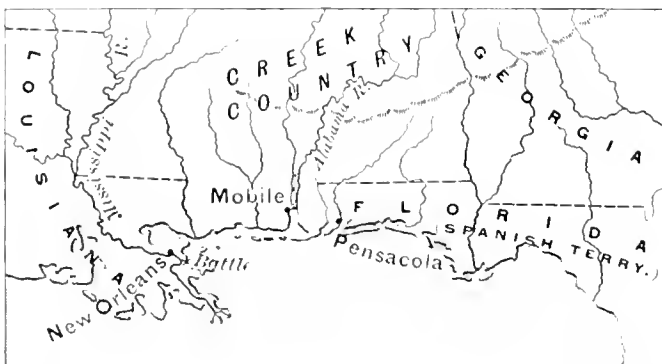 LOUISIANA
Mississippi
R.
CREEK
COUNTRY
Alabama R.
GEORGIA
Mobile
FLORIDA
(SPANISH TERRY.)
Pensacola
Battle
New Orleans